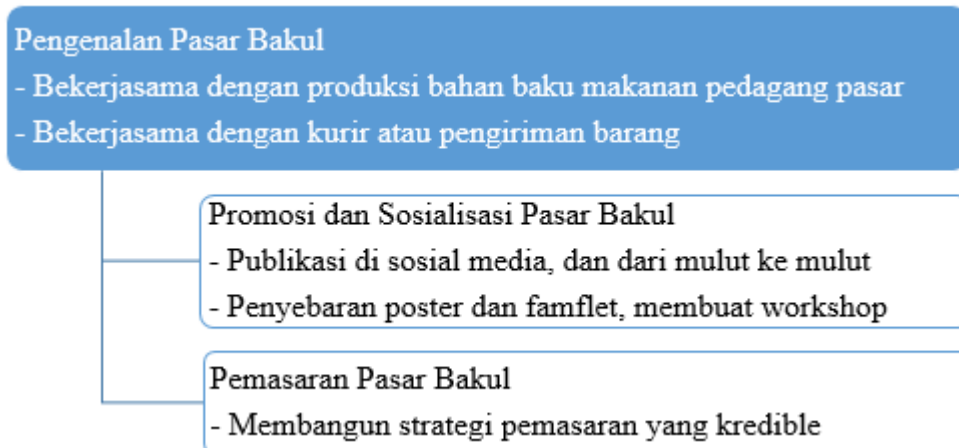 Pengenalan Pasar Bakul
- Bekerjasama dengan produksi bahan baku makanan pedagang pasar
- Bekerjasama dengan kurir atau pengiriman barang
Promosi dan Sosialisasi Pasar Bakul
- Publikasi di sosial media, dan dari mulut ke mulut
- Penyebaran poster dan famflet, membuat workshop
Pemasaran Pasar Bakul
- Membangun strategi pemasaran yang kredible